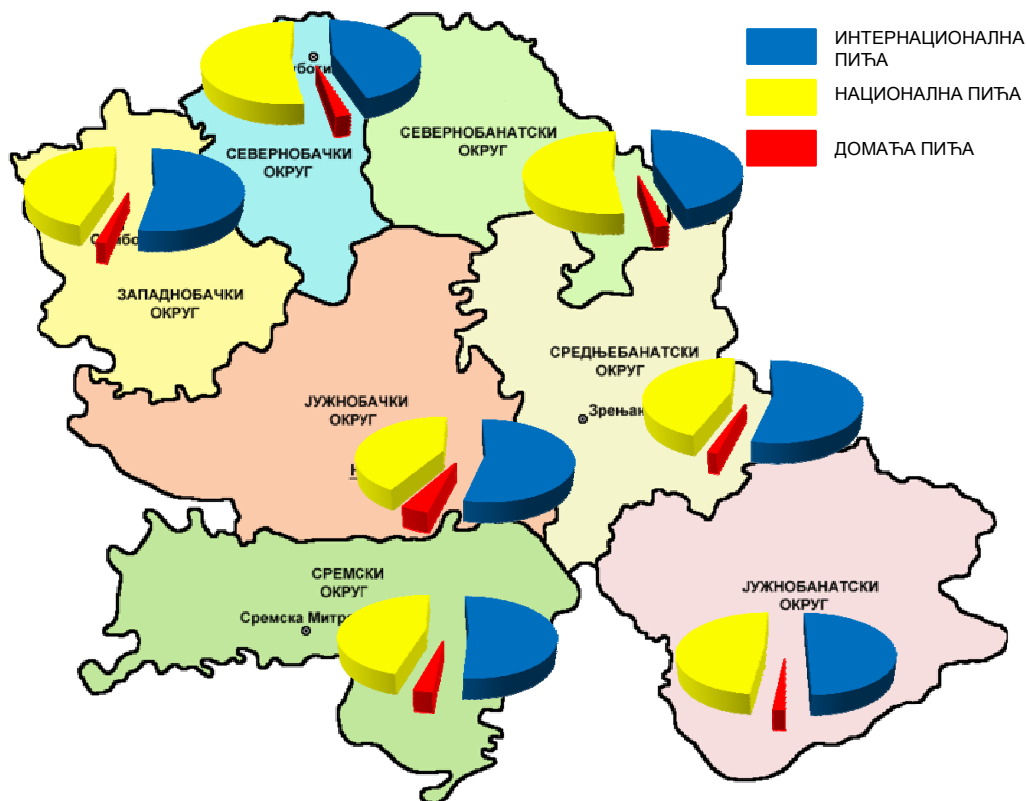 ИНТЕРНАЦИОНАЛНА
ПИЋА
НАЦИОНАЛНА ПИЋА
ДОМАЋА ПИЋА
СЕВЕРНОБАЧКИ
ОКРУГ
СЕВЕРНОБАНАТСКИ
ОКРУГ
ЗАПАДНОБАЧКИ
ОКРУГ
СРЕДЊЕБАНАТСКИ
ОКРУГ
ЈУЖНОБАЧКИ
ОКРУГ
СРЕМСКИ
ОКРУГ
Сремска
ЈУЖНОБАНАТСКИ
ОКРУГ